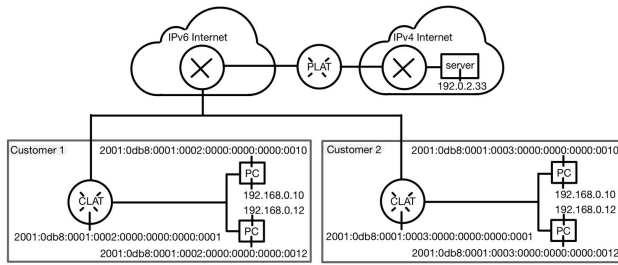 IPv6 Internet
IPv4 Internet
PLAT
server
192.0.2.33
Customer 1
2001:0db8:0001:0002:0000:0000:0000:0010
PC
CLAT
192.168.0.10
192.168.0.12
2001:0db8:0001:0002:0000:0000:0000:0001
PC
2001:0db8:0001:0002:0000:0000:0000:0012
Customer 2
2001:0db8:0001:0003:0000:0000:0000:0010
PC
CLAT
192.168.0.10
192.168.0.12
2001:0db8:0001:0003:0000:0000:0000:0001
PC
2001:0db8:0001:0003:0000:0000:0000:0012